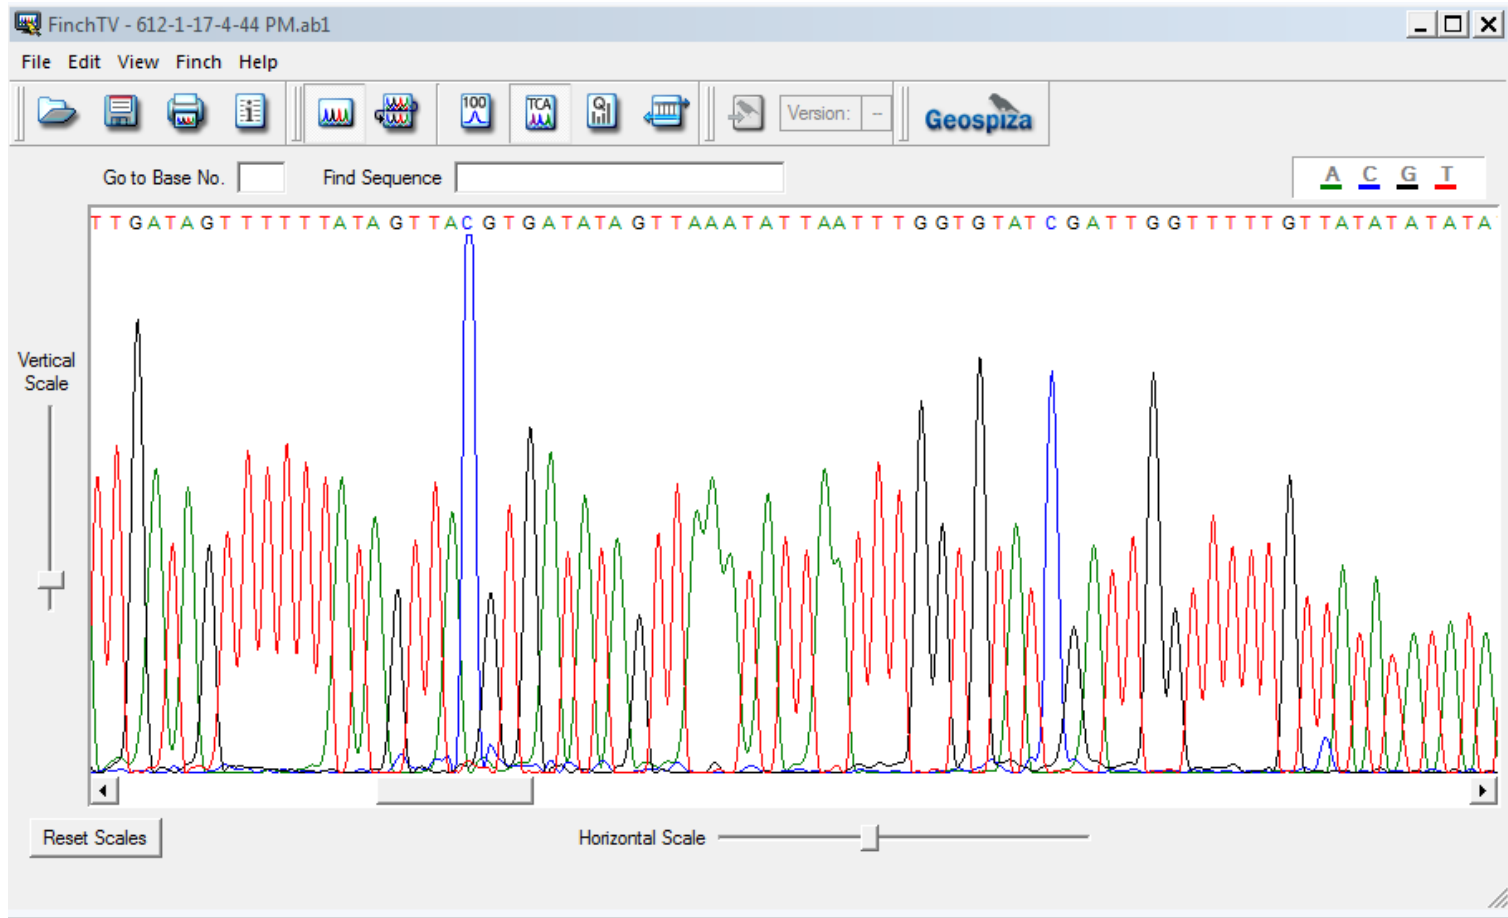 FinchTV - 612-1-17-4-44 PM.ab1
File Edit View Finch Help
100 TCA Q Version: -- Geospiza
Go to Base No. Find Sequence A C G T
TTGATAGTTTTTTATAGTTACGTGATATAGTTAAATATTAATTTGGTGTATCGATTGGTTTTTGTTATATATATA
Vertical
Scale
Reset Scales Horizontal Scale